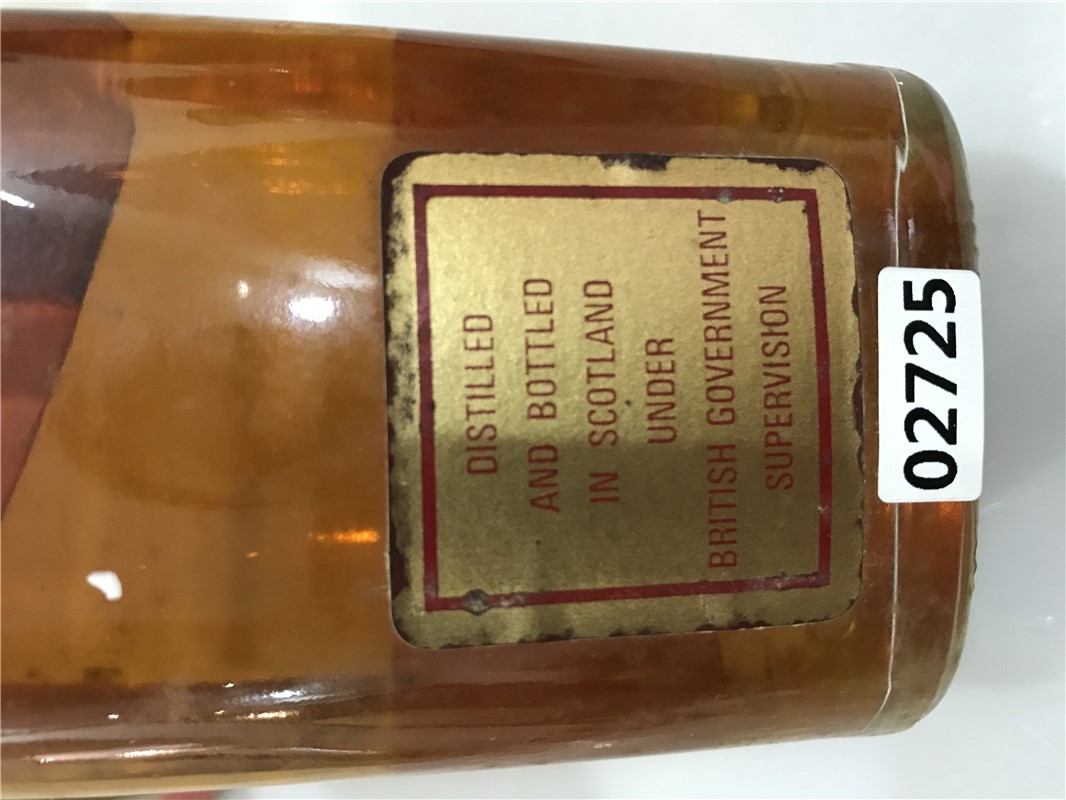 DISTILLED
AND BOTTLED
IN SCOTLAND
UNDER
BRITISH GOVERNMENT
SUPERVISION
02725